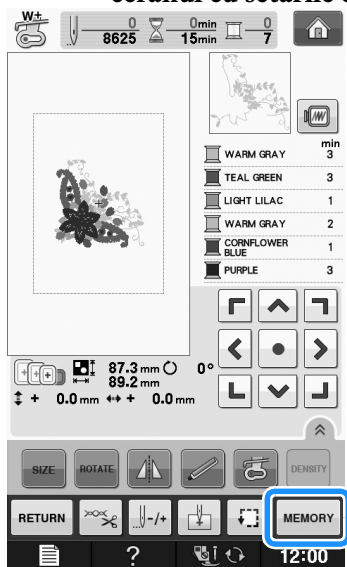 W±
0
8625
0min
15min
0
7
min
WARM GRAY 3
TEAL GREEN 3
LIGHT LILAC 1
WARM GRAY 2
CORNFLOWER BLUE 1
PURPLE 3
87.3 mm 0°
89.2 mm
+ 0.0 mm + 0.0 mm
SIZE ROTATE DENSITY
RETURN -/+ MEMORY
? 12:00